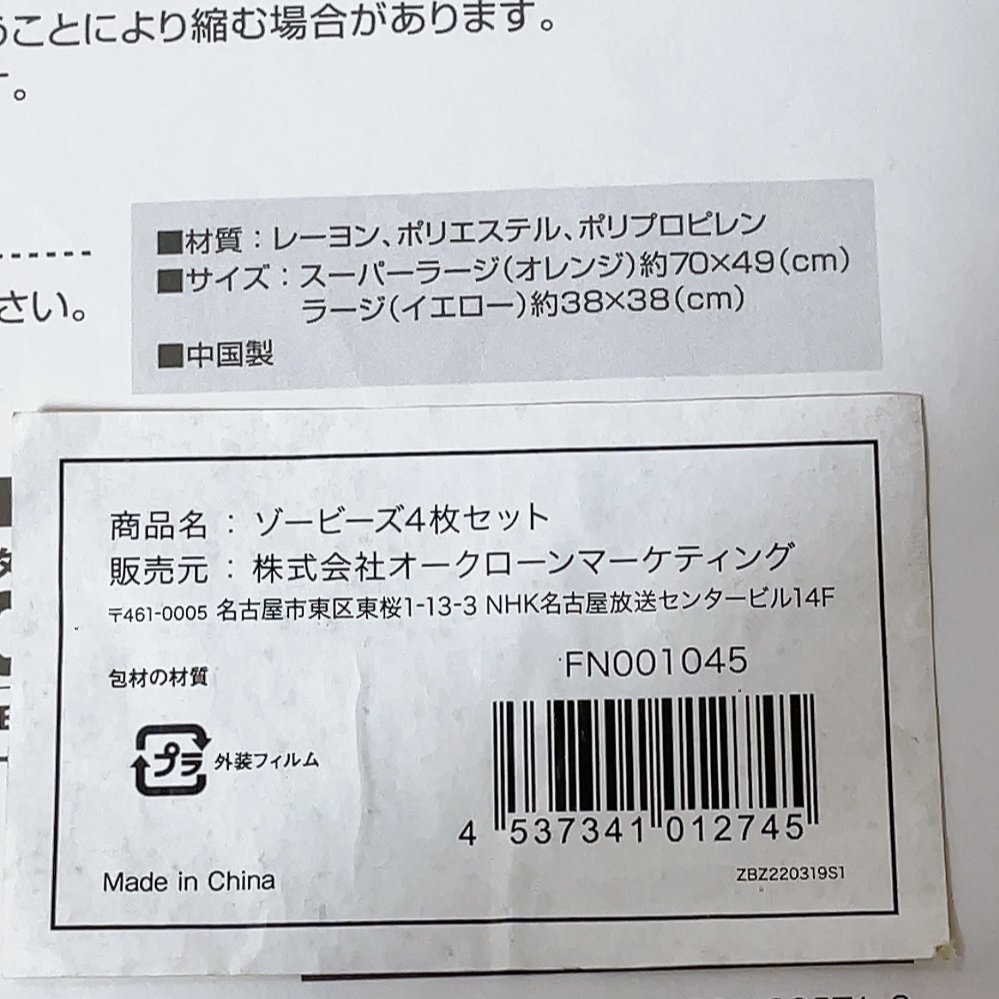 うことにより縮む場合があります。
す。
さい。
■材質：レーヨン、ポリエステル、ポリプロピレン
■サイズ：スーパーラージ（オレンジ）約70×49（cm）
ラージ（イエロー）約38×38（cm）
■中国製
商品名 ： ゾービーズ4枚セット
販売元 ： 株式会社オークローンマーケティング
〒461-0005 名古屋市東区東桜1-13-3 NHK名古屋放送センタービル14F
包材の材質
FN001045
プラ 外装フィルム
4 537341 012745
Made in China
ZBZ220319S1